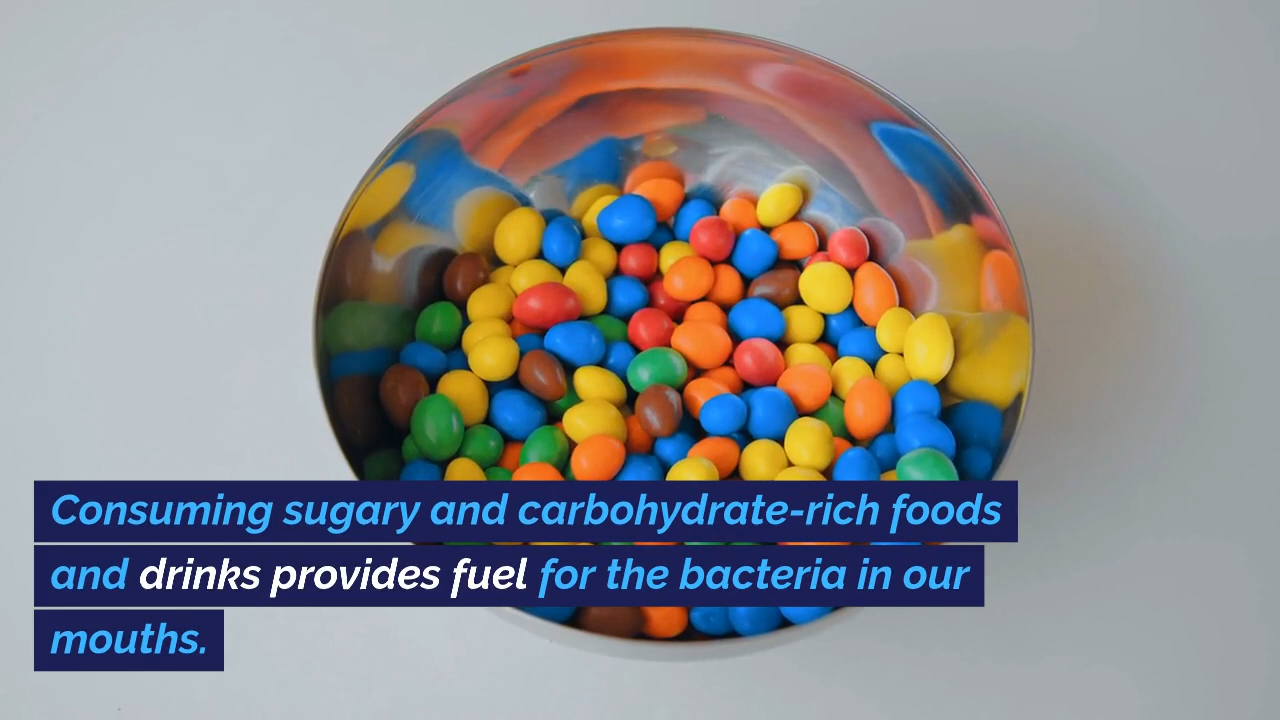 Consuming sugary and carbohydrate-rich foods
and drinks provides fuel for the bacteria in our
mouths.